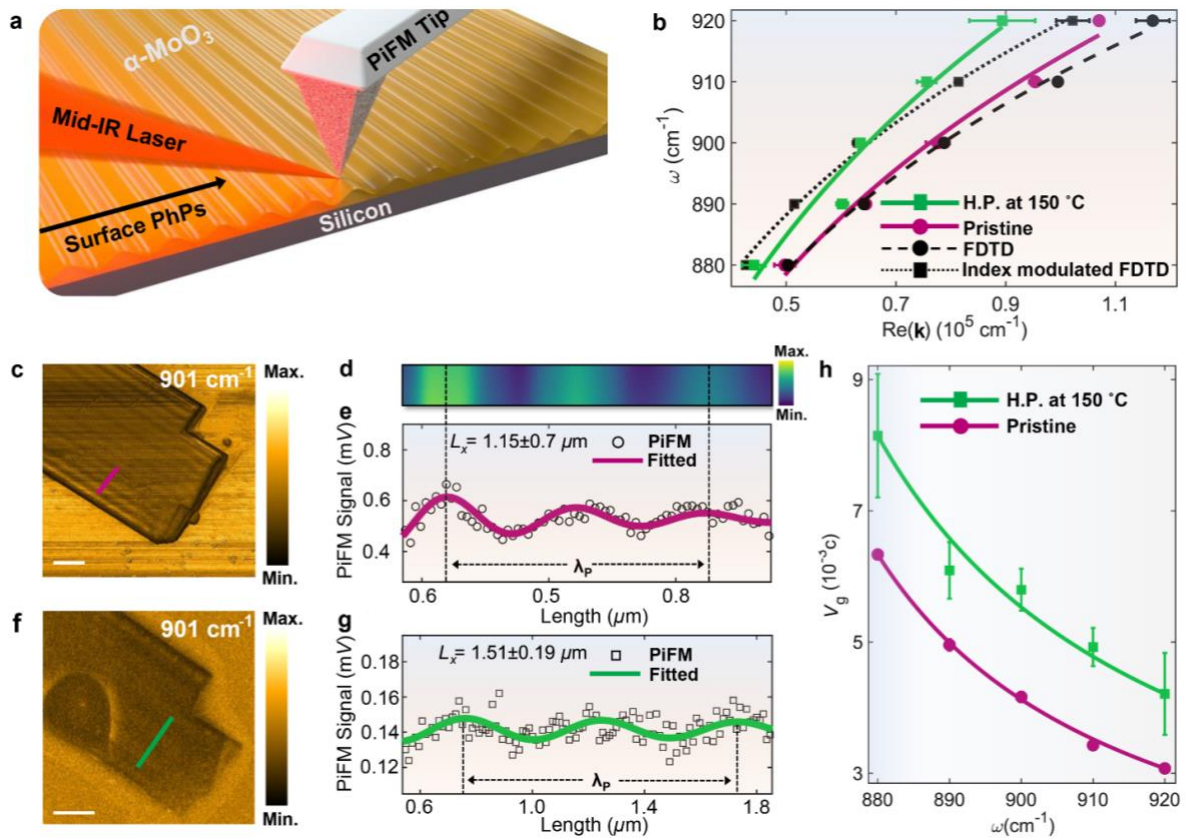 a
α-MoO3
PiFM Tip
Mid-IR Laser
Surface PhPs
Silicon
b
920
910
900
890
880
ω (cm-1)
H.P. at 150 ˚C
Pristine
FDTD
Index modulated FDTD
0.5
0.7
0.9
1.1
Re(k) (10^5 cm-1)
c
901 cm-1
Max.
Min.
d
Max.
Min.
e
0.8
0.6
0.4
PiFM Signal (mV)
Lx= 1.15±0.7 μm
PiFM
Fitted
λP
0.6
0.5
0.8
Length (μm)
f
901 cm-1
Max.
Min.
g
0.18
0.16
0.14
0.12
PiFM Signal (mV)
Lx= 1.51±0.19 μm
PiFM
Fitted
λP
0.6
1.0
1.4
1.8
Length (μm)
h
9
7
5
3
Vg (10-3c)
H.P. at 150 ˚C
Pristine
880
890
900
910
920
ω(cm-1)